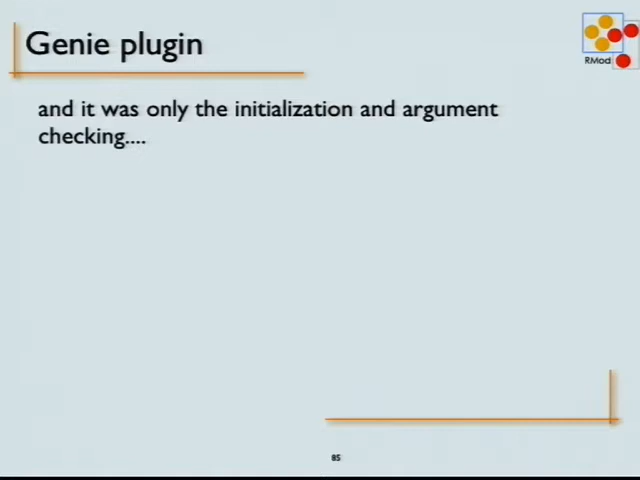 Genie plugin
RMod
and it was only the initialization and argument
checking....
85